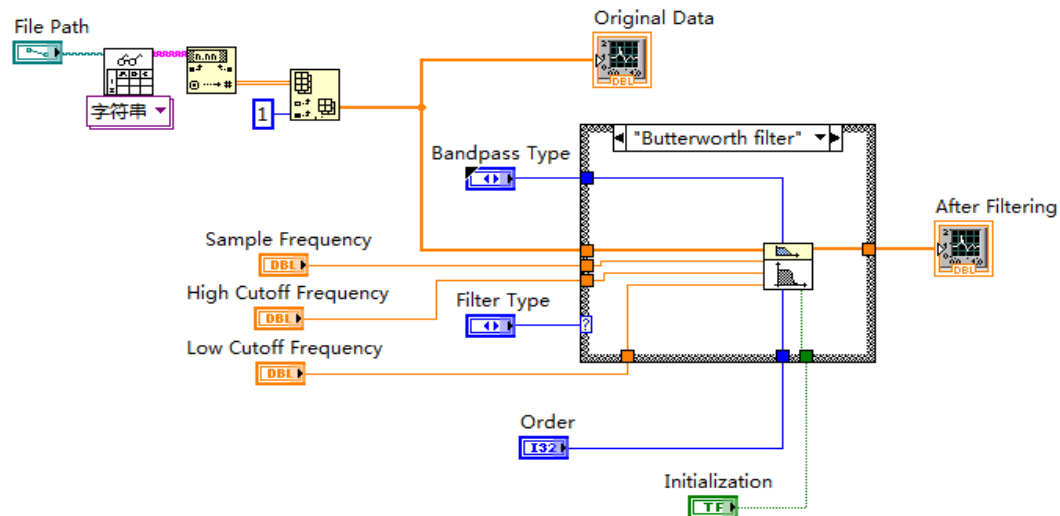 Original Data
File Path
n.nn
字符串
1
DBL
"Butterworth filter"
Bandpass Type
After Filtering
Sample Frequency
DBL
DBL
High Cutoff Frequency
DBL
Filter Type
?
Low Cutoff Frequency
DBL
Order
I32
Initialization
TF